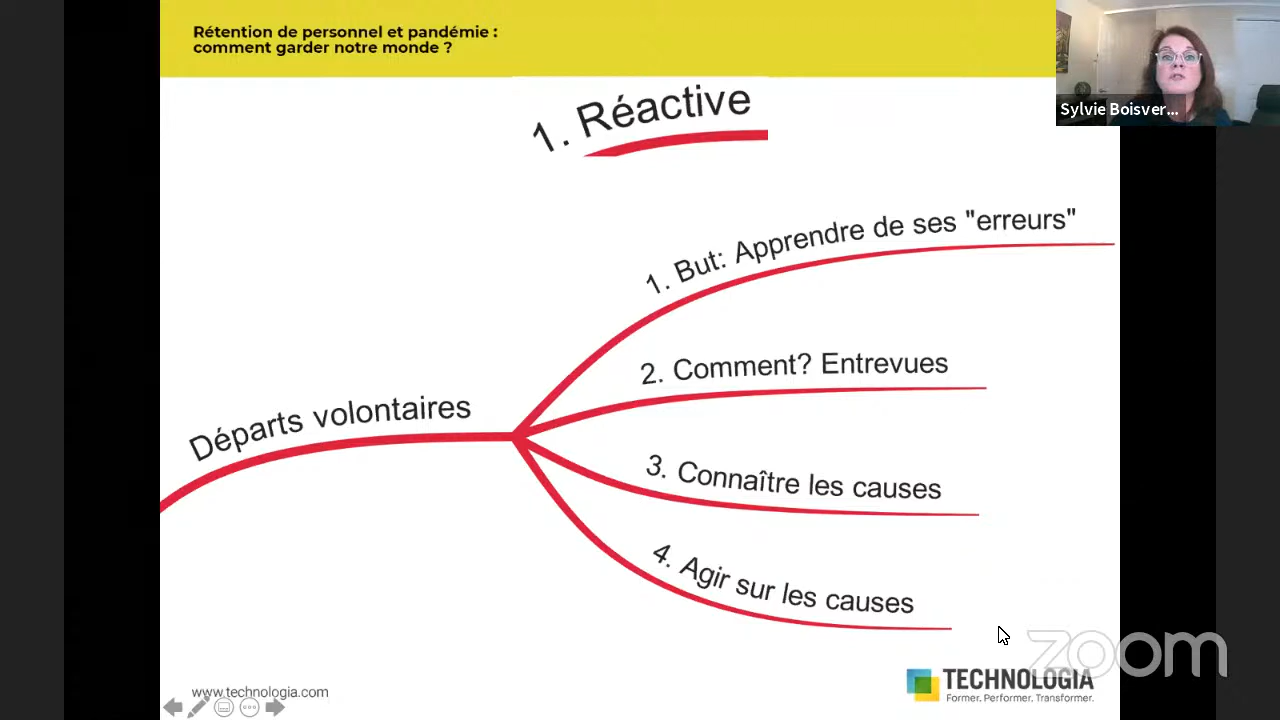 Rétention de personnel et pandémie :
comment garder notre monde ?
Sylvie Boisver...
1. Réactive
1. But: Apprendre de ses "erreurs"
2. Comment? Entrevues
Départs volontaires
3. Connaître les causes
4. Agir sur les causes
zoom
www.technologia.com
TECHNOLOGIA
Former. Performer. Transformer.